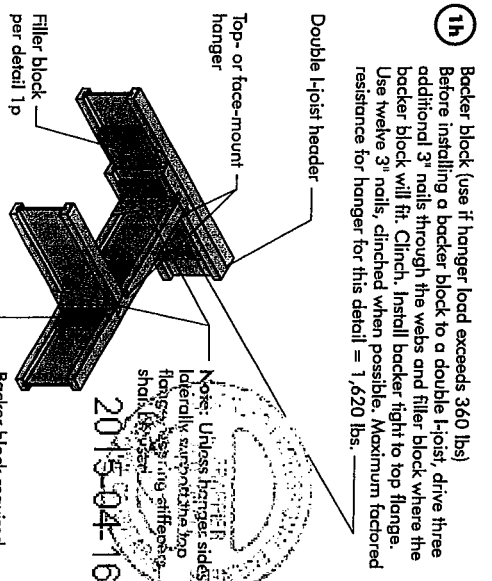 1h
Backer block (use if hanger load exceeds 360 lbs)
Before installing a backer block to a double I-joist, drive three
additional 3" nails through the webs and filler block where the
backer block will fit. Clinch. Install backer tight to top flange.
Use twelve 3" nails, clinched when possible. Maximum factored
resistance for hanger for this detail = 1,620 lbs.
Double I-joist header
Top- or face-mount
hanger
Filler block
per detail 1p
Note: Unless hanger sides
laterally support the top
flange, bearing stiffeners
shall be used.
2015-04-16
Backer block required